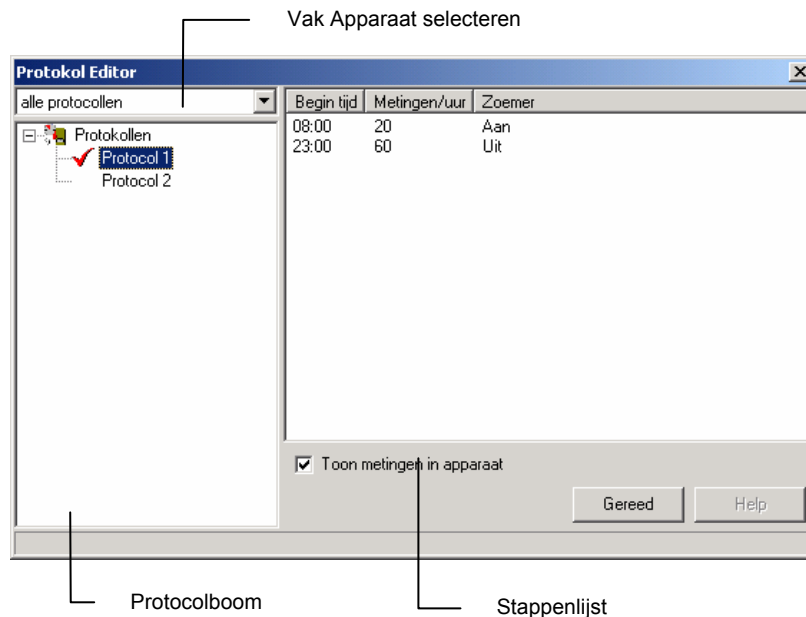 Vak Apparaat selecteren
Protokol Editor
alle protocollen
Begin tijd Metingen/uur Zoemer
08:00 20 Aan
23:00 60 Uit
Protokollen
Protocol 1
Protocol 2
Toon metingen in apparaat
Gereed Help
Protocolboom
Stappenlijst